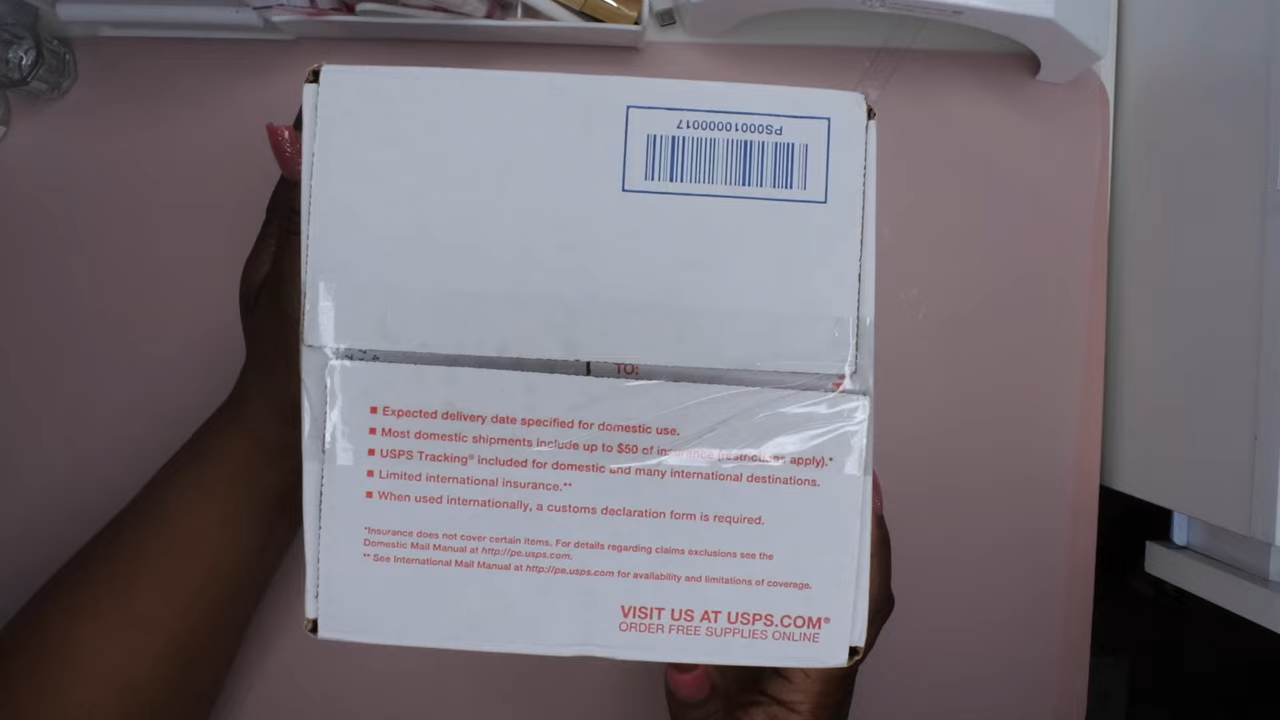 PS00010000017
TO:
■ Expected delivery date specified for domestic use.
■ Most domestic shipments include up to $50 of insurance (restrictions apply).*
■ USPS Tracking® included for domestic and many international destinations.
■ Limited international insurance.**
■ When used internationally, a customs declaration form is required.
*Insurance does not cover certain items. For details regarding claims exclusions see the
Domestic Mail Manual at http://pe.usps.com.
** See International Mail Manual at http://pe.usps.com for availability and limitations of coverage.
VISIT US AT USPS.COM®
ORDER FREE SUPPLIES ONLINE